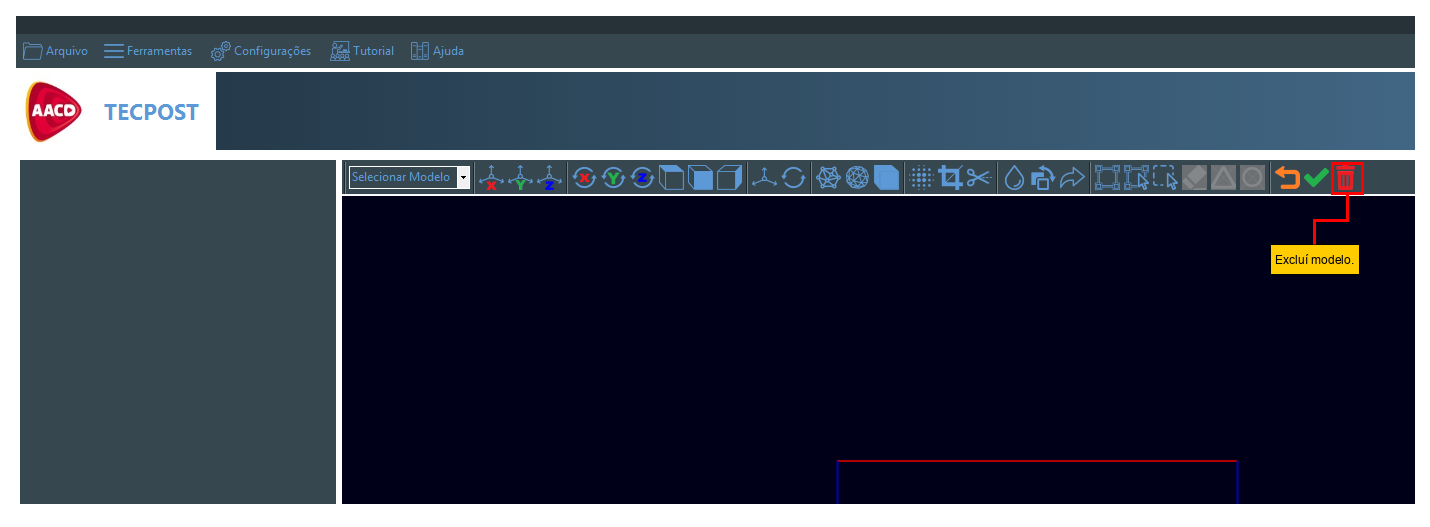 Arquivo Ferramentas Configurações Tutorial Ajuda
AACD TECPOST
Selecionar Modelo X Y Z X Y Z
Excluí modelo.